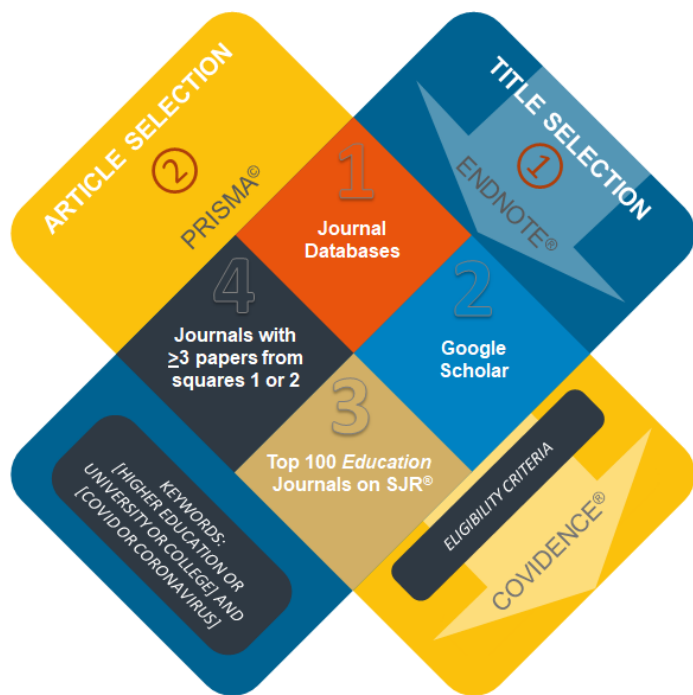 ARTICLE SELECTION
2
PRISMA©
TITLE SELECTION
1
ENDNOTE®
1
Journal
Databases
2
Google
Scholar
3
Top 100 Education
Journals on SJR®
4
Journals with
≥3 papers from
squares 1 or 2
KEYWORDS:
[HIGHER EDUCATION OR
UNIVERSITY OR COLLEGE] AND
[COVID OR CORONAVIRUS]
ELIGIBILITY CRITERIA
COVIDENCE®